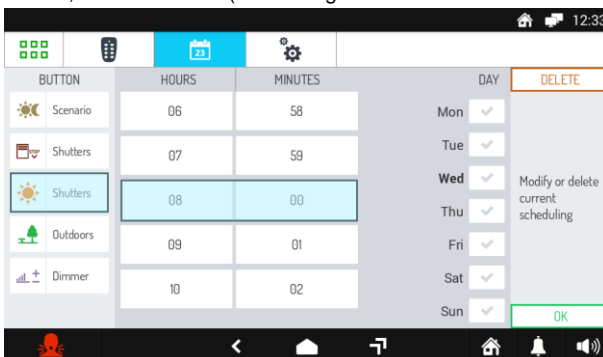 12:33
23
BUTTON HOURS MINUTES DAY DELETE
Scenario 06 58 Mon
Shutters 07 59 Tue
Shutters 08 00 Wed
Outdoors 09 01 Thu
Dimmer 10 02 Fri
Sat
Sun
Modify or delete
current
scheduling
OK